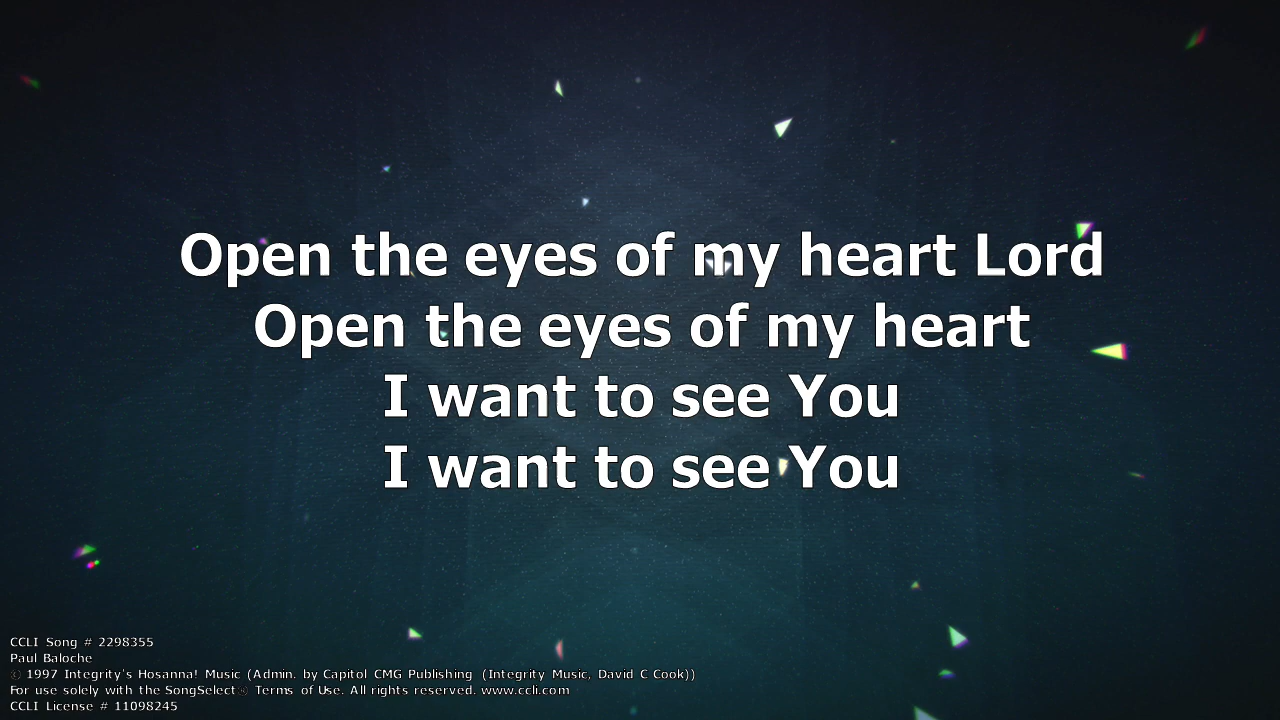 Open the eyes of my heart Lord
Open the eyes of my heart
I want to see You
I want to see You
CCLI Song # 2298355
Paul Baloche
© 1997 Integrity's Hosanna! Music (Admin. by Capitol CMG Publishing (Integrity Music, David C Cook))
For use solely with the SongSelect® Terms of Use. All rights reserved. www.ccli.com
CCLI License # 11098245